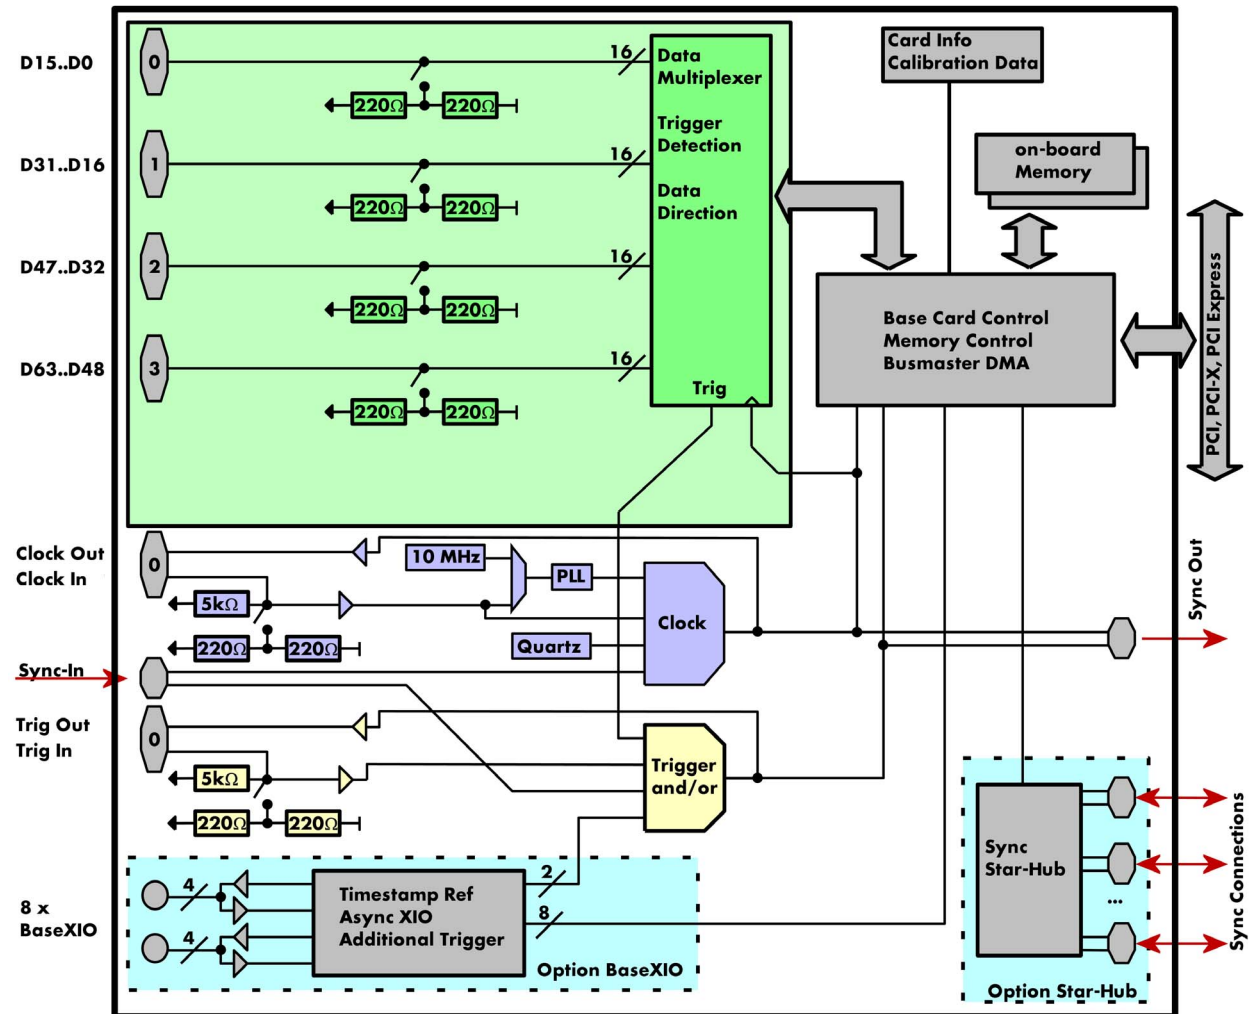 D15..D0
0
16
Data
Multiplexer
220Ω
220Ω
D31..D16
1
16
Trigger
Detection
220Ω
220Ω
Data
Direction
D47..D32
2
16
220Ω
220Ω
D63..D48
3
16
220Ω
220Ω
Trig
Card Info
Calibration Data
on-board
Memory
Base Card Control
Memory Control
Busmaster DMA
PCI, PCI-X, PCI Express
Clock Out
Clock In
0
10 MHz
PLL
5kΩ
220Ω
220Ω
Quartz
Clock
Sync Out
Sync-In
Trig Out
Trig In
0
5kΩ
220Ω
220Ω
Trigger
and/or
8 x
BaseXIO
4
4
Timestamp Ref
Async XIO
Additional Trigger
2
8
Option BaseXIO
Sync
Star-Hub
...
Option Star-Hub
Sync Connections